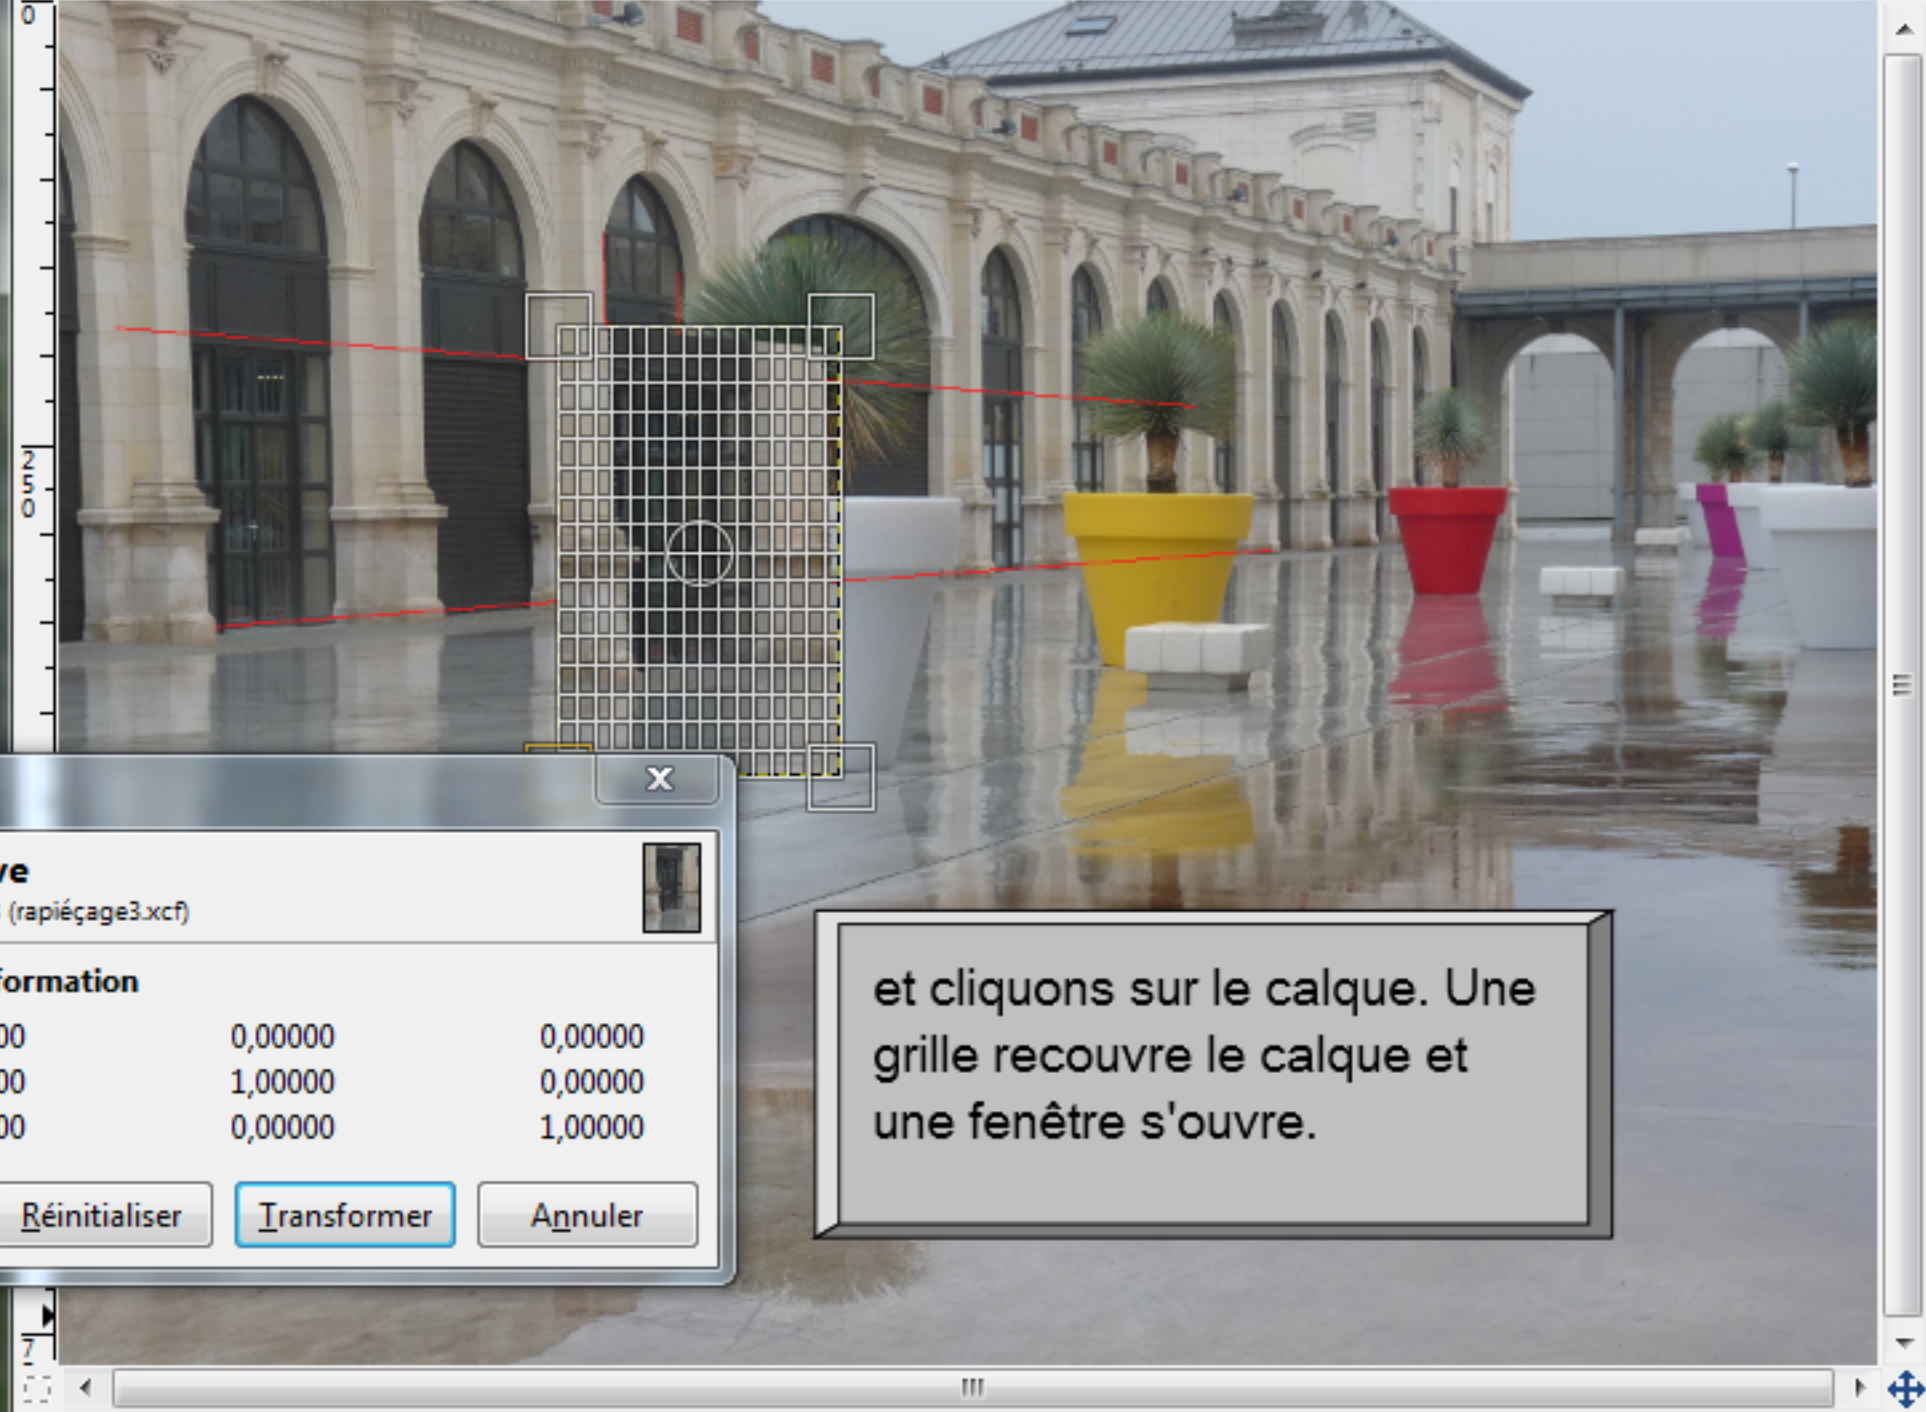 0
250
ve
(rapiéçage3.xcf)
formation
00 0,00000 0,00000
00 1,00000 0,00000
00 0,00000 1,00000
Réinitialiser Transformer Annuler
et cliquons sur le calque. Une
grille recouvre le calque et
une fenêtre s'ouvre.
7